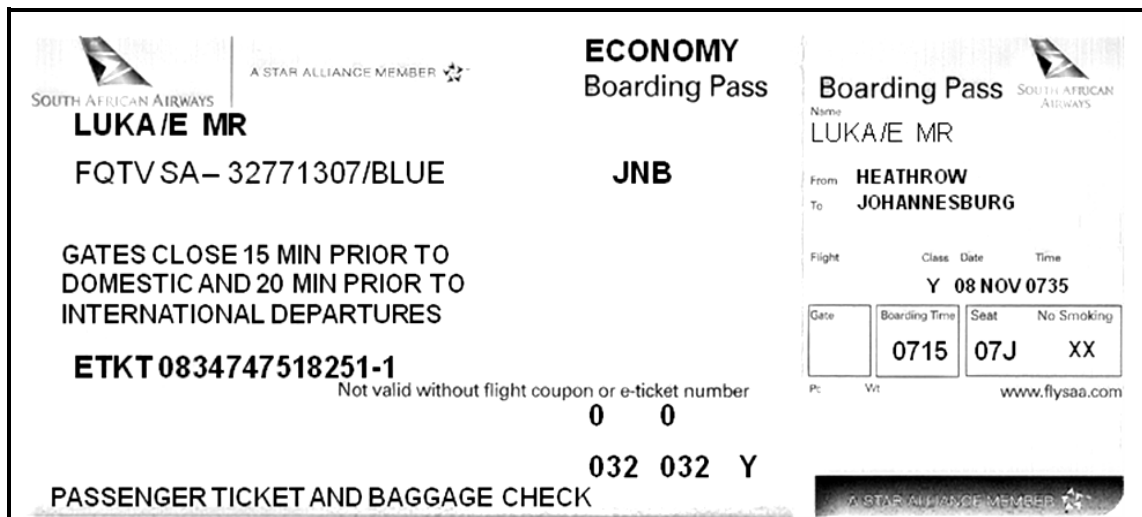 SOUTH AFRICAN AIRWAYS
A STAR ALLIANCE MEMBER
ECONOMY
Boarding Pass
LUKA/E MR
FQTV SA– 32771307/BLUE
JNB
GATES CLOSE 15 MIN PRIOR TO
DOMESTIC AND 20 MIN PRIOR TO
INTERNATIONAL DEPARTURES
ETKT 0834747518251-1
Not valid without flight coupon or e-ticket number
0 0
032 032 Y
PASSENGER TICKET AND BAGGAGE CHECK
Boarding Pass
SOUTH AFRICAN
AIRWAYS
Name
LUKA/E MR
From HEATHROW
To JOHANNESBURG
Flight Class Date Time
Y 08 NOV 0735
Gate Boarding Time Seat No Smoking
0715 07J XX
Pc Wt www.flysaa.com
A STAR ALLIANCE MEMBER